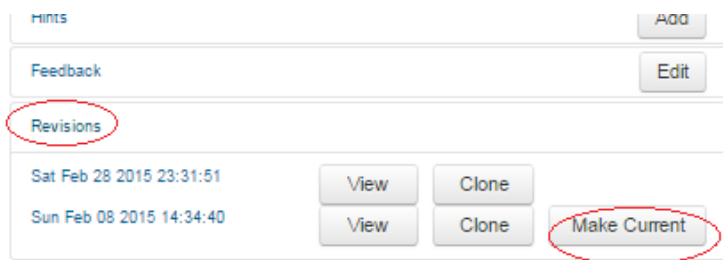 Hints Add
Feedback Edit
Revisions
Sat Feb 28 2015 23:31:51 View Clone
Sun Feb 08 2015 14:34:40 View Clone Make Current